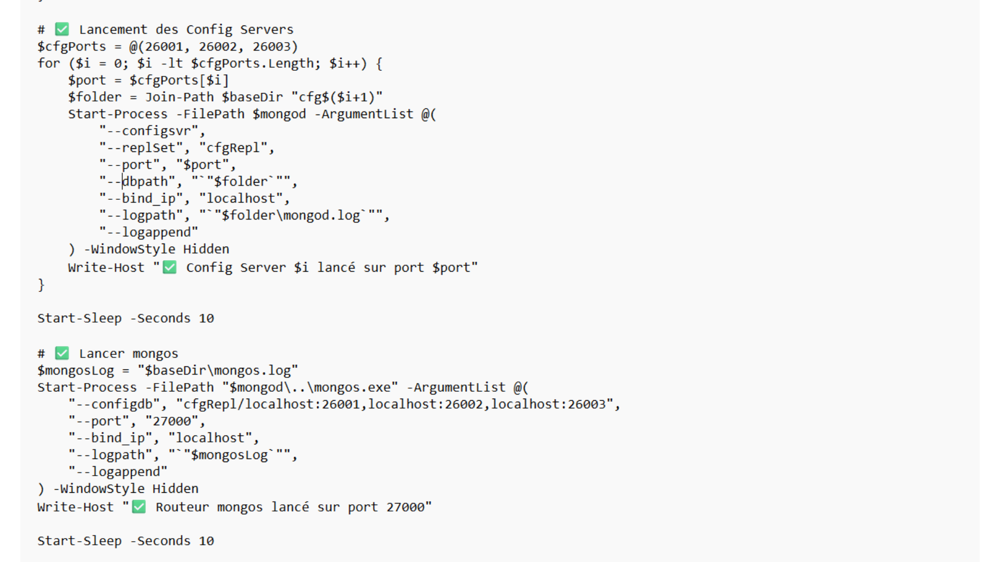 # ✅ Lancement des Config Servers
$cfgPorts = @(26001, 26002, 26003)
for ($i = 0; $i -lt $cfgPorts.Length; $i++) {
    $port = $cfgPorts[$i]
    $folder = Join-Path $baseDir "cfg$($i+1)"
    Start-Process -FilePath $mongod -ArgumentList @(
        "--configsvr",
        "--replSet", "cfgRepl",
        "--port", "$port",
        "--dbpath", "`"$folder`"",
        "--bind_ip", "localhost",
        "--logpath", "`"$folder\mongod.log`"",
        "--logappend"
    ) -WindowStyle Hidden
    Write-Host "✅ Config Server $i lancé sur port $port"
}
Start-Sleep -Seconds 10
# ✅ Lancer mongos
$mongosLog = "$baseDir\mongos.log"
Start-Process -FilePath "$mongod\..\mongos.exe" -ArgumentList @(
    "--configdb", "cfgRepl/localhost:26001,localhost:26002,localhost:26003",
    "--port", "27000",
    "--bind_ip", "localhost",
    "--logpath", "`"$mongosLog`"",
    "--logappend"
) -WindowStyle Hidden
Write-Host "✅ Routeur mongos lancé sur port 27000"
Start-Sleep -Seconds 10